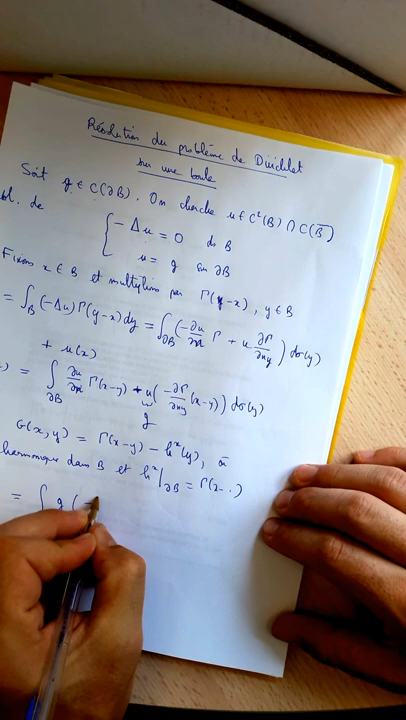 Résolution du problème de Dirichlet
sur une boule
Soit g ∈ C(∂B). On cherche u ∈ C²(B) ∩ C(B̅)
de
{ -Δu = 0 ds B
u = g sur ∂B
Fixons x ∈ B et multiplions par Γ(y-x), y ∈ B
= ∫_B (-Δu) Γ(y-x) dy = ∫_∂B (-∂u/∂n Γ + u ∂Γ/∂n_y) dσ(y)
+ u(x)
) = ∫_∂B ∂u/∂n Γ(x-y) + u (-∂Γ/∂n_y (x-y)) dσ(y)
g
G(x,y) = Γ(x-y) - h^x(y), où
harmonique dans B et h^x|_∂B = Γ(x-.)
= ∫ g (